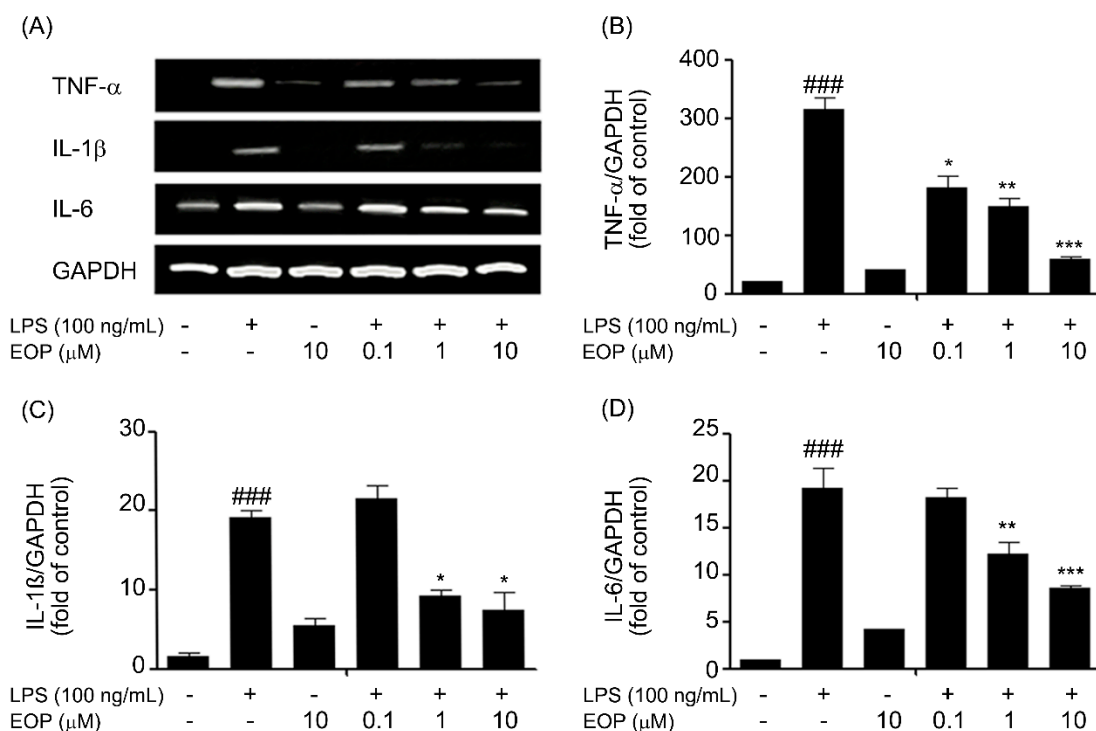 (A)
TNF-α
IL-1β
IL-6
GAPDH
LPS (100 ng/mL) - + - + + +
EOP (μM) - - 10 0.1 1 10
(B)
TNF-α/GAPDH
(fold of control)
400
300
200
100
0
###
*
**
***
LPS (100 ng/mL) - + - + + +
EOP (μM) - - 10 0.1 1 10
(C)
IL-1ß/GAPDH
(fold of control)
30
20
10
0
###
*
*
LPS (100 ng/mL) - + - + + +
EOP (μM) - - 10 0.1 1 10
(D)
IL-6/GAPDH
(fold of control)
25
20
15
10
5
0
###
**
***
LPS (100 ng/mL) - + - + + +
EOP (μM) - - 10 0.1 1 10